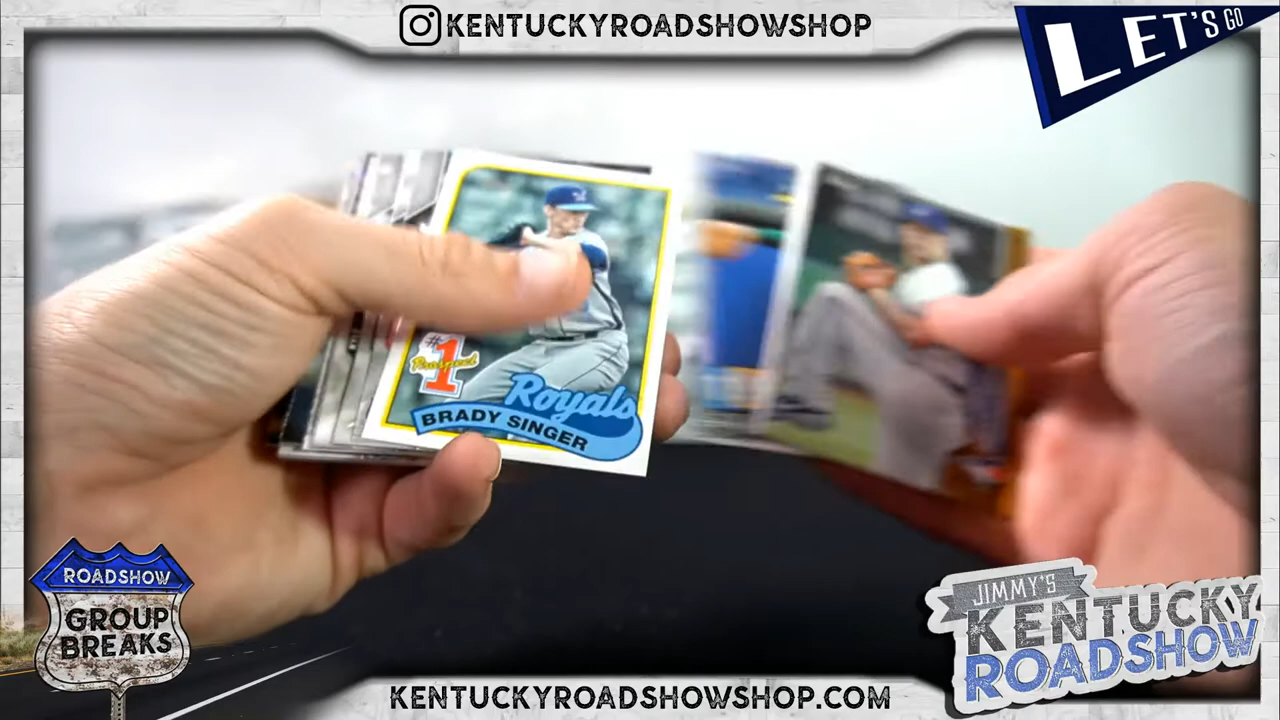 KENTUCKYROADSHOWSHOP
LET'S GO
#1
Prospect
Royals
BRADY SINGER
ROADSHOW
GROUP
BREAKS
JIMMY'S
KENTUCKY
ROADSHOW
KENTUCKYROADSHOWSHOP.COM